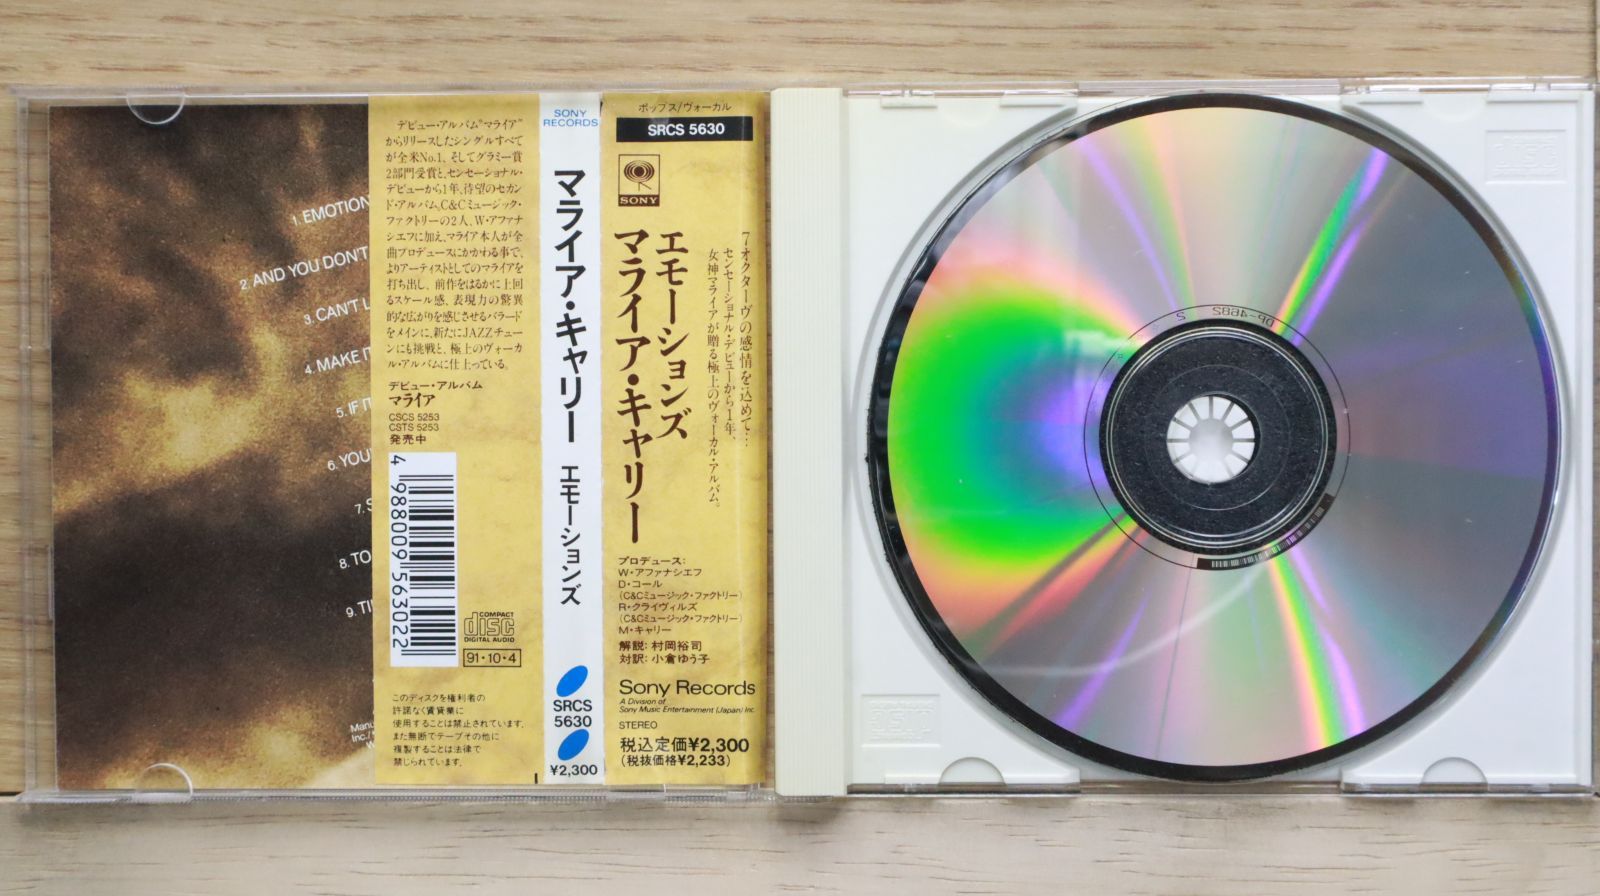 1. EMOTION
2. AND YOU DON'T
3. CAN'T L
4. MAKE IT
5. IF IT
6. YOU
7. S
8. TO
9. TI
Manu
Inc./
W
デビュー・アルバム“マライア”
からリリースしたシングルすべて
が全米No.1、そしてグラミー賞
2部門受賞と、センセーショナル・
デビューから1年、待望のセカン
ド・アルバム。C&Cミュージック・
ファクトリーの2人、W・アファナ
シエフに加え、マライア本人が全
曲プロデュースにかかわる事で、
よりアーティストとしてのマライアを
打ち出し、前作をはるかに上回
るスケール感、表現力の驚異
的な広がりを感じさせるバラード
をメインに、新たにJAZZチュー
ンにも挑戦と、極上のヴォーカ
ル・アルバムに仕上っている。
デビュー・アルバム
マライア
CSCS 5253
CSTS 5253
発売中
4 988009 563022
COMPACT
disc
DIGITAL AUDIO
91・10・4
このディスクを権利者の
許諾なく賃貸業に
使用することは禁止されています。
また無断でテープその他に
複製することは法律で
禁じられています。
SONY
RECORDS
マライア・キャリー エモーションズ
SRCS
5630
¥2,300
ポップス/ヴォーカル
SRCS 5630
SONY
7オクターヴの感情を込めて…
センセーショナル・デビューから1年、
女神マライアが贈る極上のヴォーカル・アルバム。
エモーションズ
マライア・キャリー
プロデュース:
W・アファナシエフ
D・コール
(C&Cミュージック・ファクトリー)
R・クライヴィルズ
(C&Cミュージック・ファクトリー)
M・キャリー
解説: 村岡裕司
対訳: 小倉ゆう子
Sony Records
A Division of
Sony Music Entertainment (Japan) Inc.
STEREO
税込定価¥2,300
(税抜価格¥2,233)
DP-4682 2